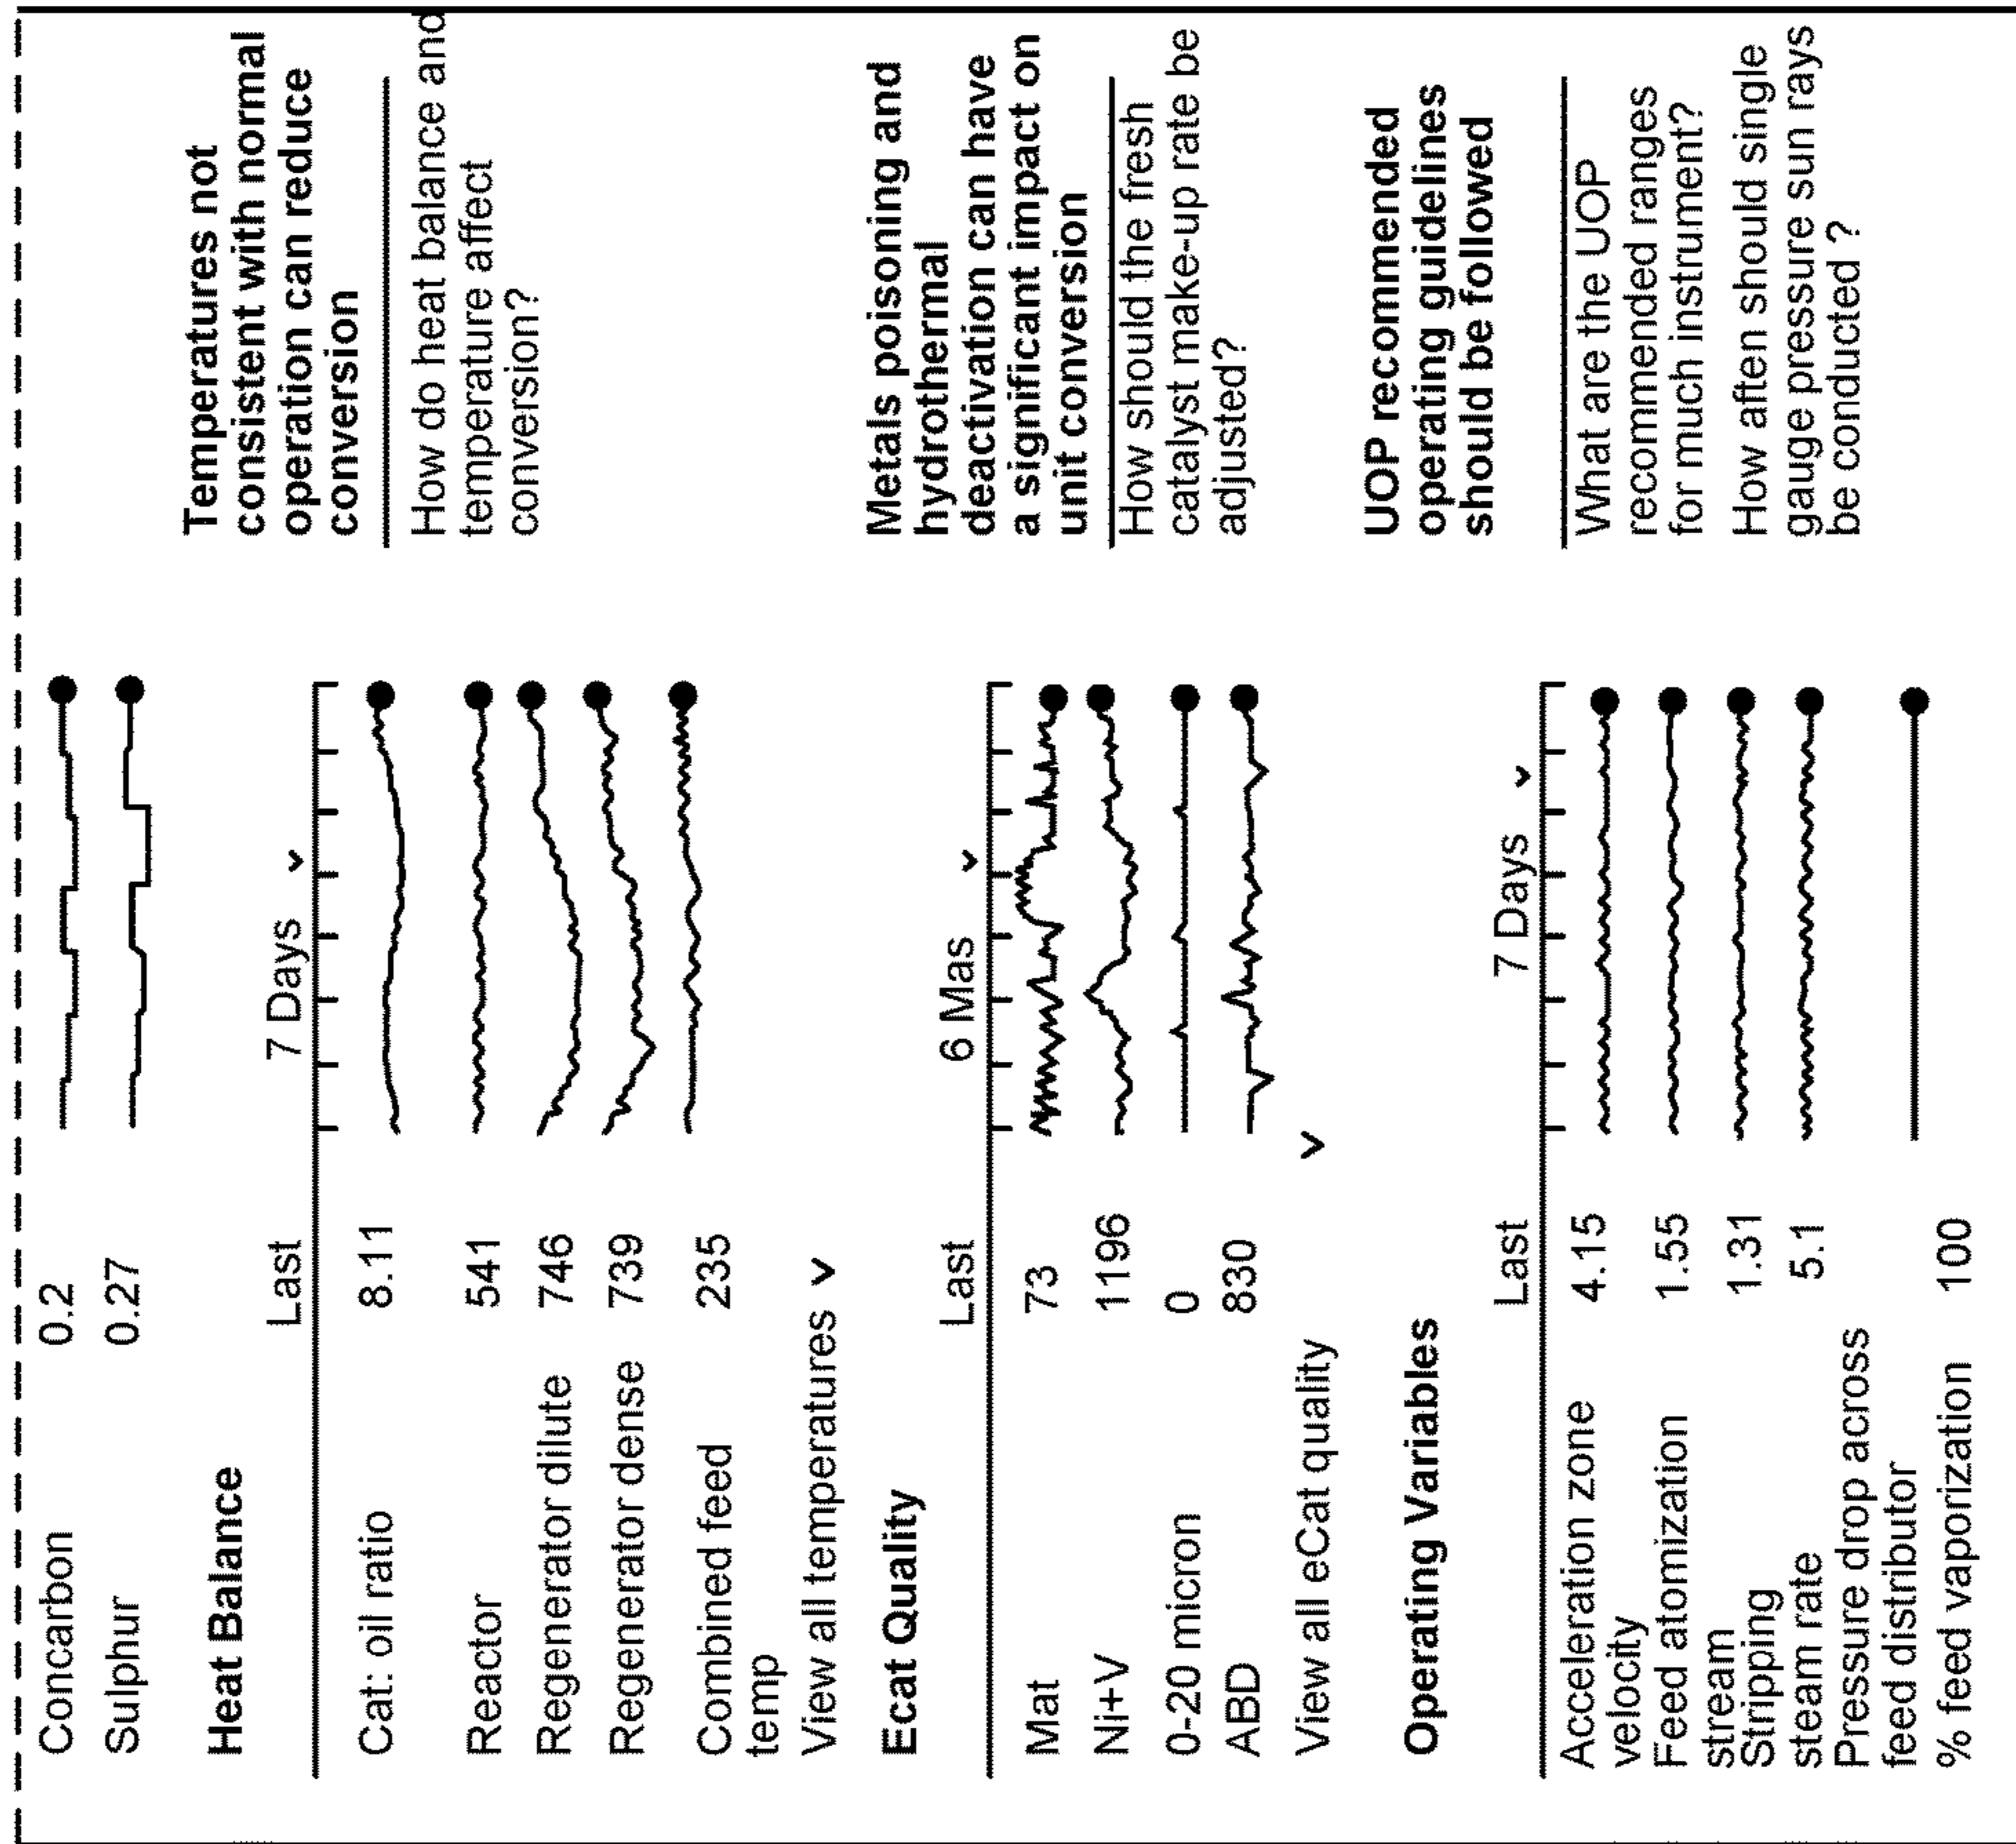 Concarbon 0.2
Sulphur 0.27
Heat Balance
Last 7 Days
Cat: oil ratio 8.11
Reactor 541
Regenerator dilute 746
Regenerator dense 739
Combined feed 235
temp
View all temperatures
Temperatures not
consistent with normal
operation can reduce
conversion
How do heat balance and
temperature affect
conversion?
Ecat Quality
Last 6 Mas
Mat 73
Ni+V 1196
0-20 micron 0
ABD 830
View all eCat quality
Metals poisoning and
hydrothermal
deactivation can have
a significant impact on
unit conversion
How should the fresh
catalyst make-up rate be
adjusted?
Operating Variables
Last 7 Days
Acceleration zone 4.15
velocity
Feed atomization 1.55
stream
Stripping 1.31
steam rate 5.1
Pressure drop across
feed distributor
% feed vaporization 100
UOP recommended
operating guidelines
should be followed
What are the UOP
recommended ranges
for much instrument?
How aften should single
gauge pressure sun rays
be conducted ?